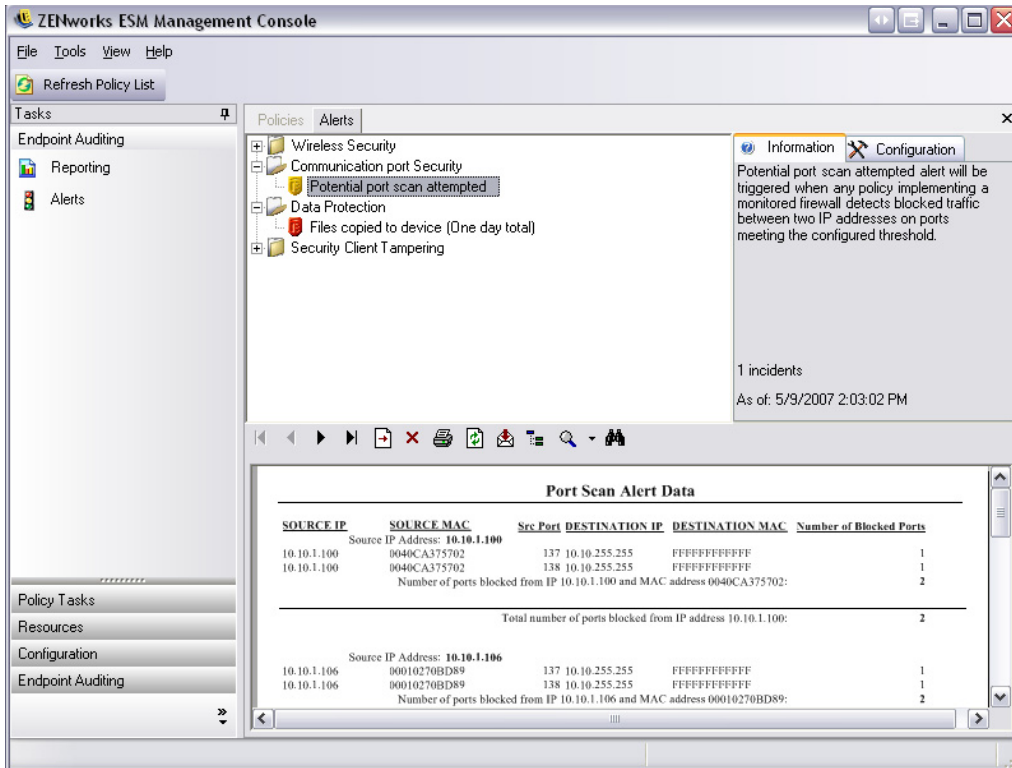 ZENworks ESM Management Console
File Tools View Help
Refresh Policy List
Tasks
Endpoint Auditing
Reporting
Alerts
Policy Tasks
Resources
Configuration
Endpoint Auditing
Policies Alerts
Wireless Security
Communication port Security
Potential port scan attempted
Data Protection
Files copied to device (One day total)
Security Client Tampering
Information Configuration
Potential port scan attempted alert will be
triggered when any policy implementing a
monitored firewall detects blocked traffic
between two IP addresses on ports
meeting the configured threshold.
1 incidents
As of: 5/9/2007 2:03:02 PM
Port Scan Alert Data
SOURCE IP SOURCE MAC Src Port DESTINATION IP DESTINATION MAC Number of Blocked Ports
Source IP Address: 10.10.1.100
10.10.1.100 0040CA375702 137 10.10.255.255 FFFFFFFFFFFF 1
10.10.1.100 0040CA375702 138 10.10.255.255 FFFFFFFFFFFF 1
Number of ports blocked from IP 10.10.1.100 and MAC address 0040CA375702: 2
Total number of ports blocked from IP address 10.10.1.100: 2
Source IP Address: 10.10.1.106
10.10.1.106 00010270BD89 137 10.10.255.255 FFFFFFFFFFFF 1
10.10.1.106 00010270BD89 138 10.10.255.255 FFFFFFFFFFFF 1
Number of ports blocked from IP 10.10.1.106 and MAC address 00010270BD89: 2